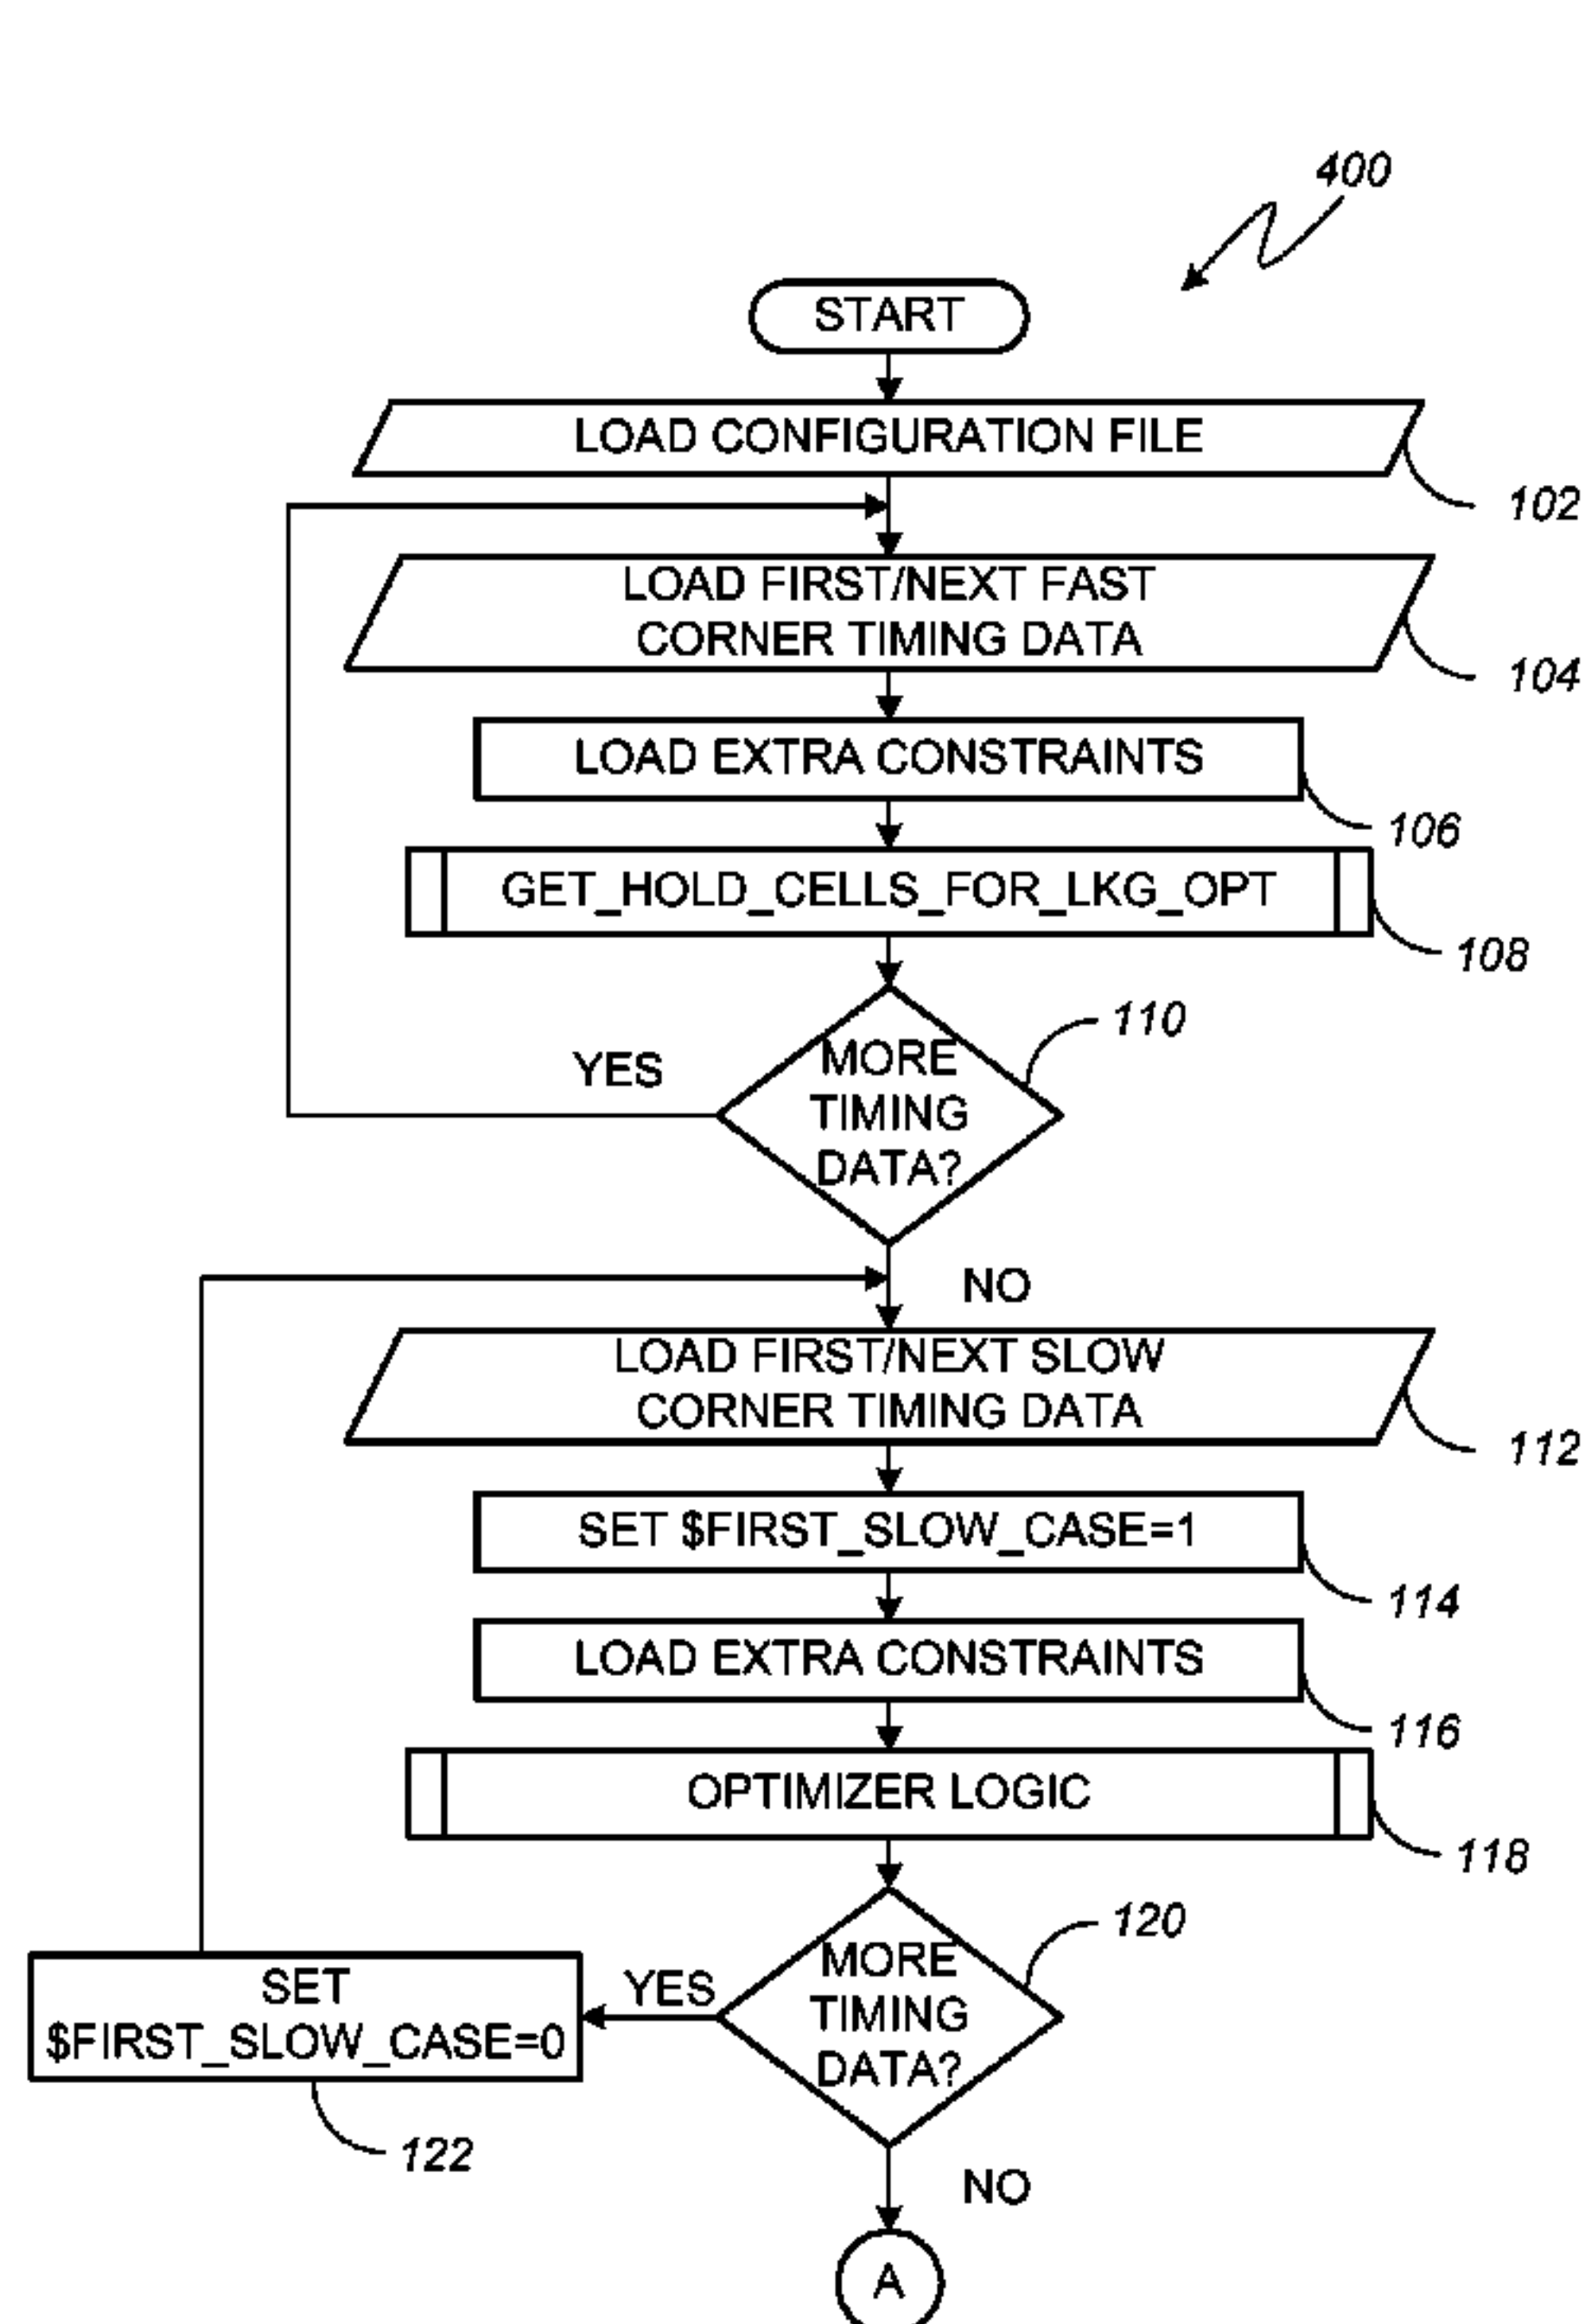 400
START
LOAD CONFIGURATION FILE
102
LOAD FIRST/NEXT FAST
CORNER TIMING DATA
104
LOAD EXTRA CONSTRAINTS
106
GET_HOLD_CELLS_FOR_LKG_OPT
108
110
MORE
TIMING
DATA?
YES
NO
LOAD FIRST/NEXT SLOW
CORNER TIMING DATA
112
SET $FIRST_SLOW_CASE=1
114
LOAD EXTRA CONSTRAINTS
116
OPTIMIZER LOGIC
118
120
MORE
TIMING
DATA?
YES
SET
$FIRST_SLOW_CASE=0
122
NO
A